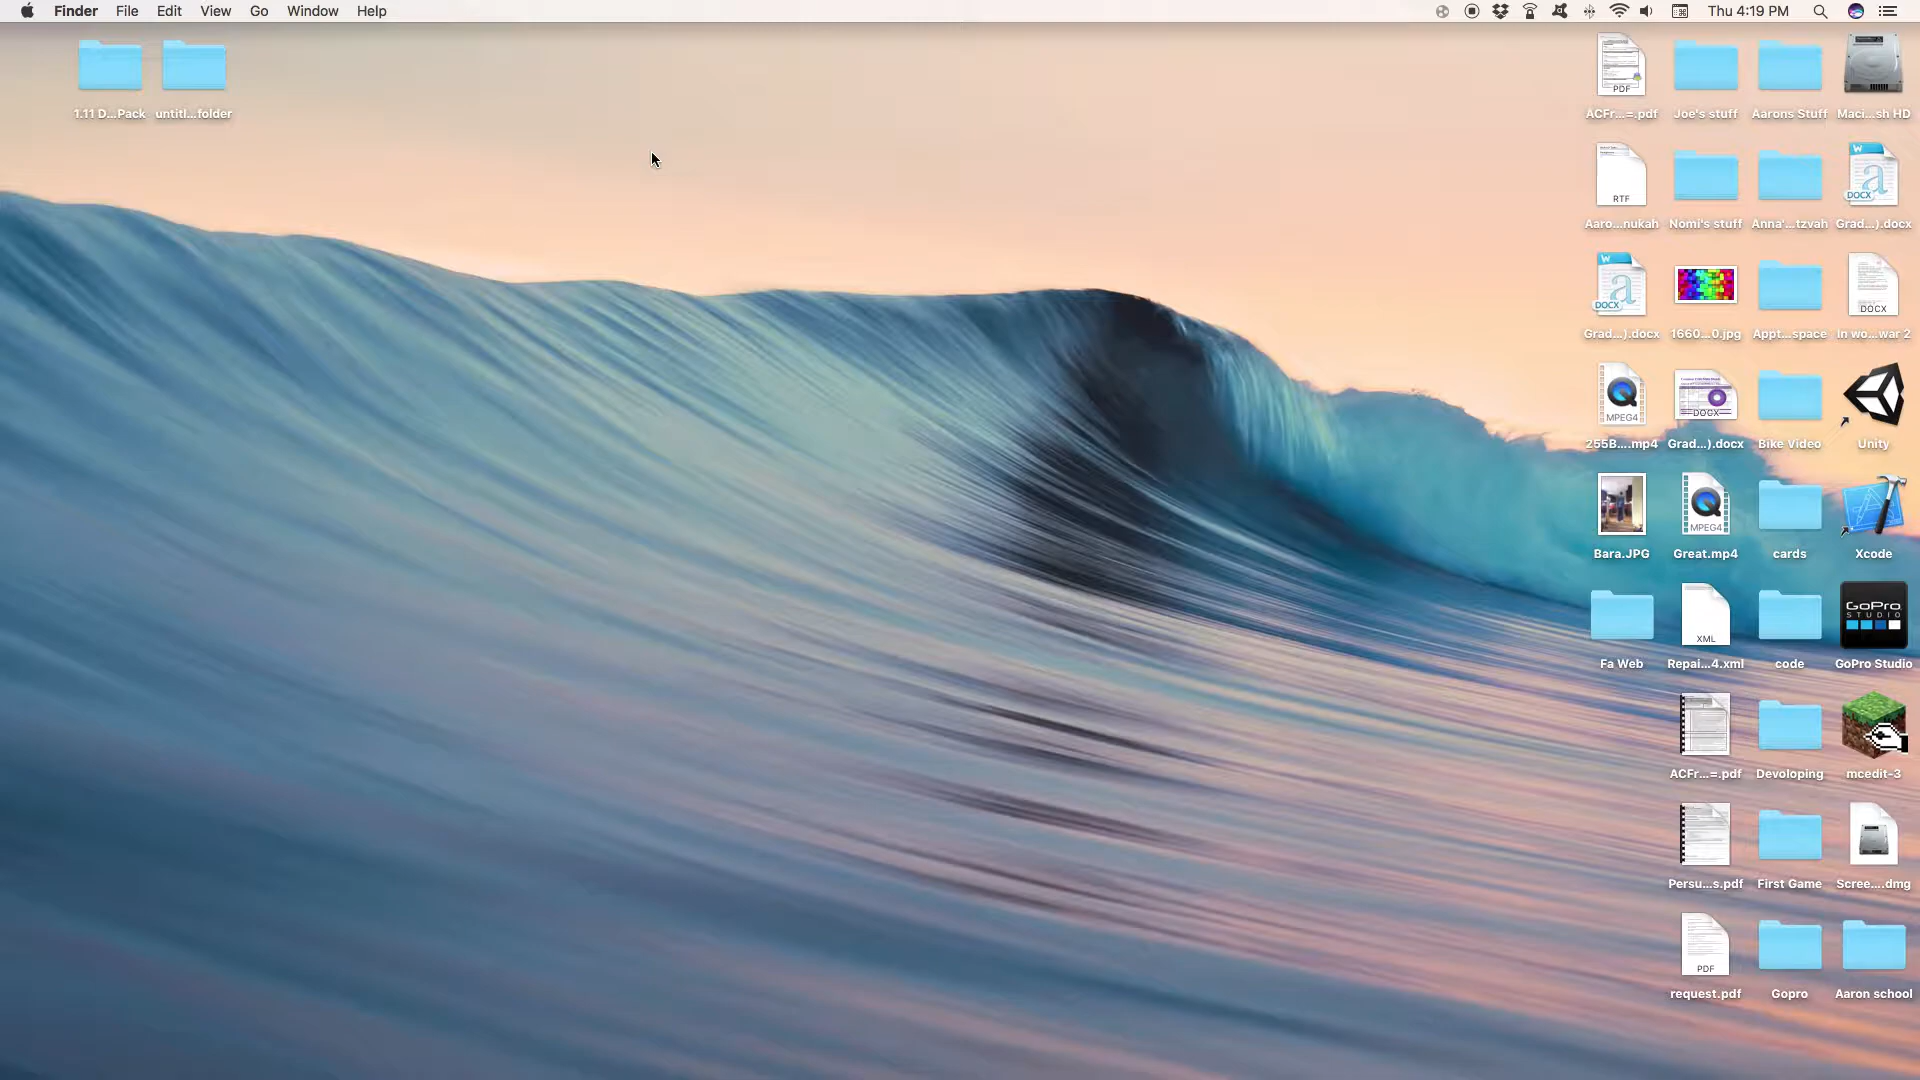 Finder File Edit View Go Window Help Thu 4:19 PM
1.11 D...Pack untitl...folder
PDF
ACFr...=.pdf Joe's stuff Aarons Stuff Maci...sh HD
RTF DOCX
Aaro...nukah Nomi's stuff Anna'...tzvah Grad...).docx
DOCX DOCX
Grad...).docx 1660...0.jpg Appt...space In wo...war 2
MPEG4 DOCX
255B....mp4 Grad...).docx Bike Video Unity
MPEG4
Bara.JPG Great.mp4 cards Xcode
XML GoPro STUDIO
Fa Web Repai...4.xml code GoPro Studio
ACFr...=.pdf Devoloping mcedit-3
Persu...s.pdf First Game Scree....dmg
PDF
request.pdf Gopro Aaron school